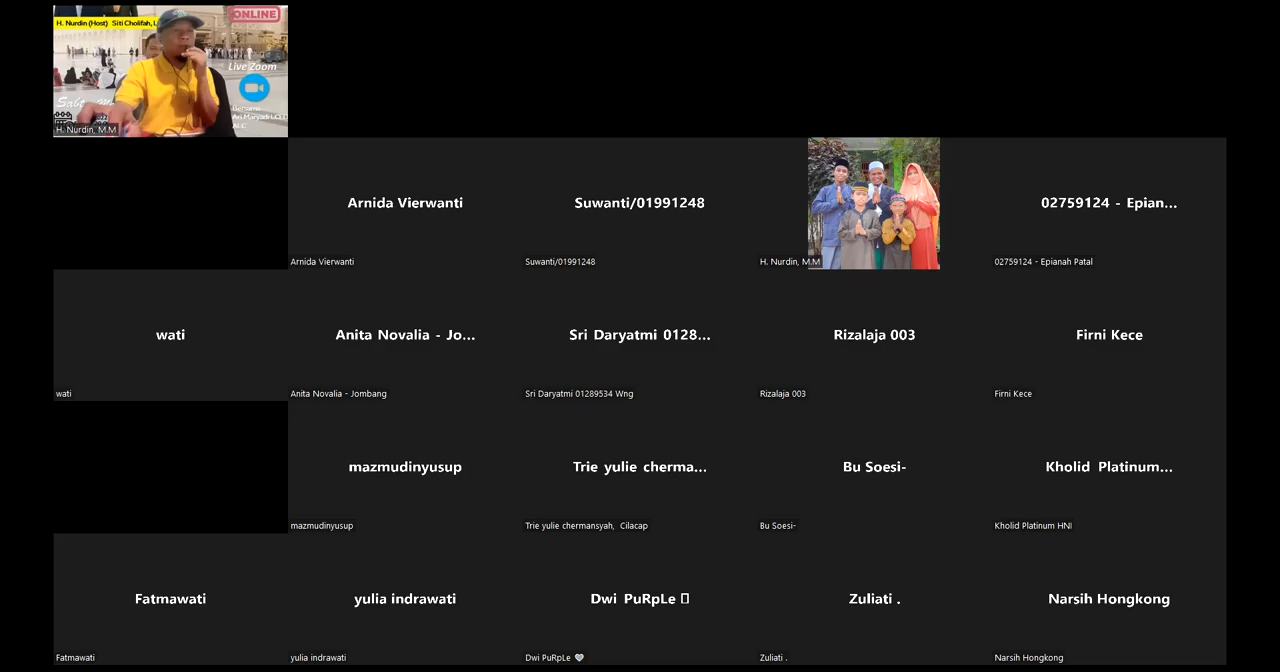 H. Nurdin (Host) Siti Cholifah, L
ONLINE
Live Zoom
Bersama
Ari Maryadi LCED
H. Nurdin, M.M
Arnida Vierwanti
Suwanti/01991248
02759124 - Epian...
Arnida Vierwanti
Suwanti/01991248
H. Nurdin, M.M
02759124 - Epianah Patal
wati
Anita Novalia - Jo...
Sri Daryatmi 0128...
Rizalaja 003
Firni Kece
wati
Anita Novalia - Jombang
Sri Daryatmi 01289534 Wng
Rizalaja 003
Firni Kece
mazmudinyusup
Trie yulie cherma...
Bu Soesi-
Kholid Platinum...
mazmudinyusup
Trie yulie chermansyah, Cilacap
Bu Soesi-
Kholid Platinum HNI
Fatmawati
yulia indrawati
Dwi PuRpLe
Zuliati .
Narsih Hongkong
Fatmawati
yulia indrawati
Dwi PuRpLe 🤍
Zuliati .
Narsih Hongkong